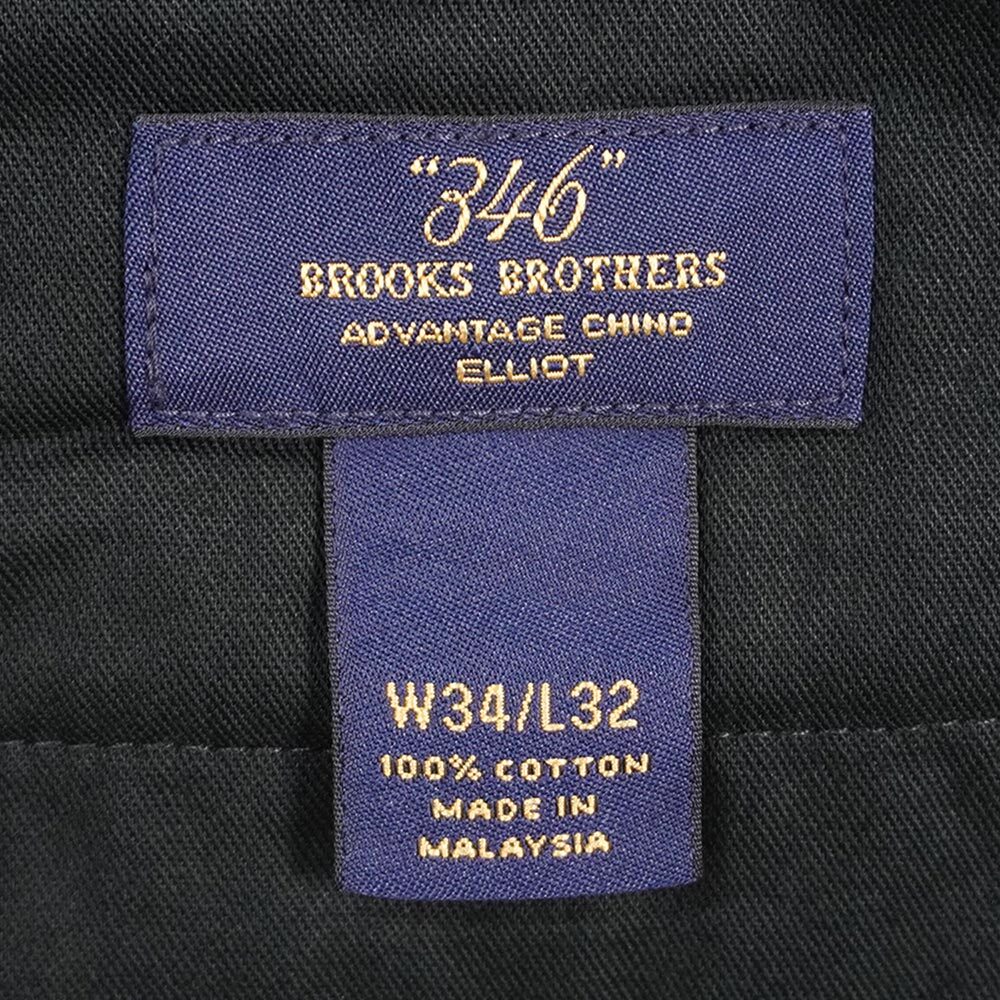 “346”
BROOKS BROTHERS
ADVANTAGE CHINO
ELLIOT
W34/L32
100% COTTON
MADE IN
MALAYSIA